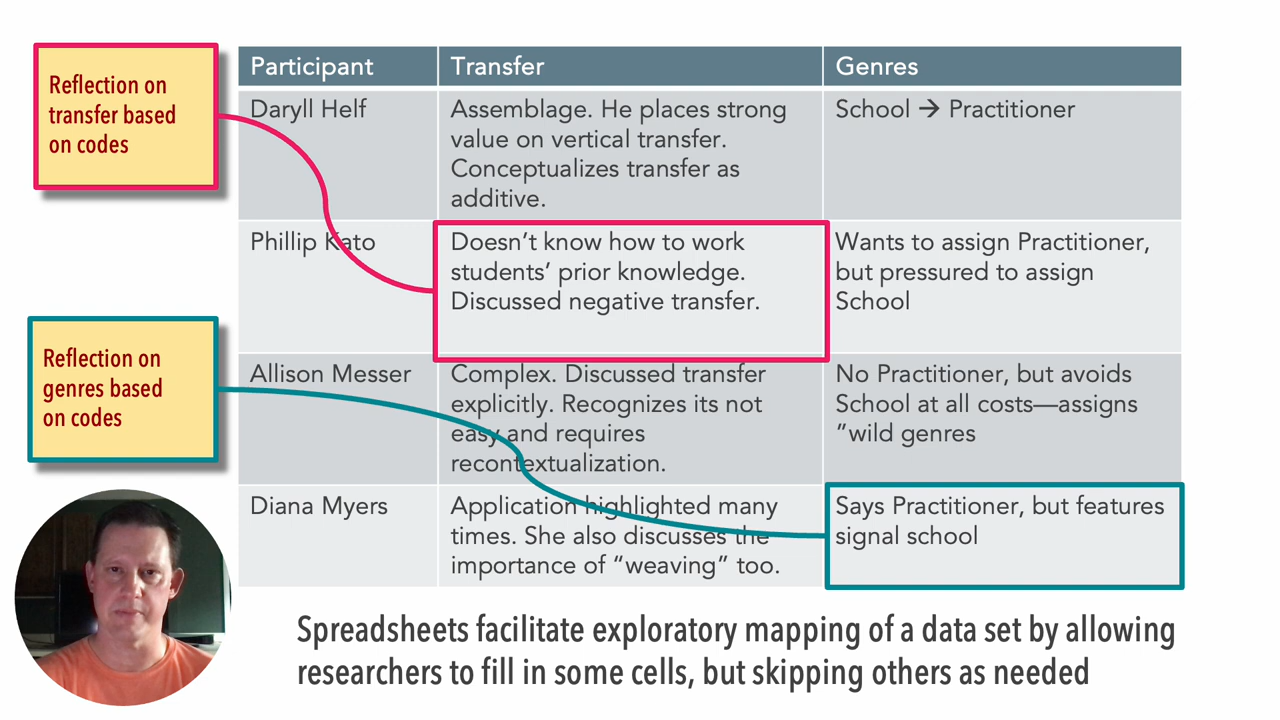 Reflection on
transfer based
on codes
Participant
Transfer
Genres
Daryll Helf
Assemblage. He places strong
value on vertical transfer.
Conceptualizes transfer as
additive.
School → Practitioner
Phillip Kato
Doesn’t know how to work
students’ prior knowledge.
Discussed negative transfer.
Wants to assign Practitioner,
but pressured to assign
School
Reflection on
genres based
on codes
Allison Messer
Complex. Discussed transfer
explicitly. Recognizes its not
easy and requires
recontextualization.
No Practitioner, but avoids
School at all costs—assigns
”wild genres
Diana Myers
Application highlighted many
times. She also discusses the
importance of “weaving” too.
Says Practitioner, but features
signal school
Spreadsheets facilitate exploratory mapping of a data set by allowing
researchers to fill in some cells, but skipping others as needed